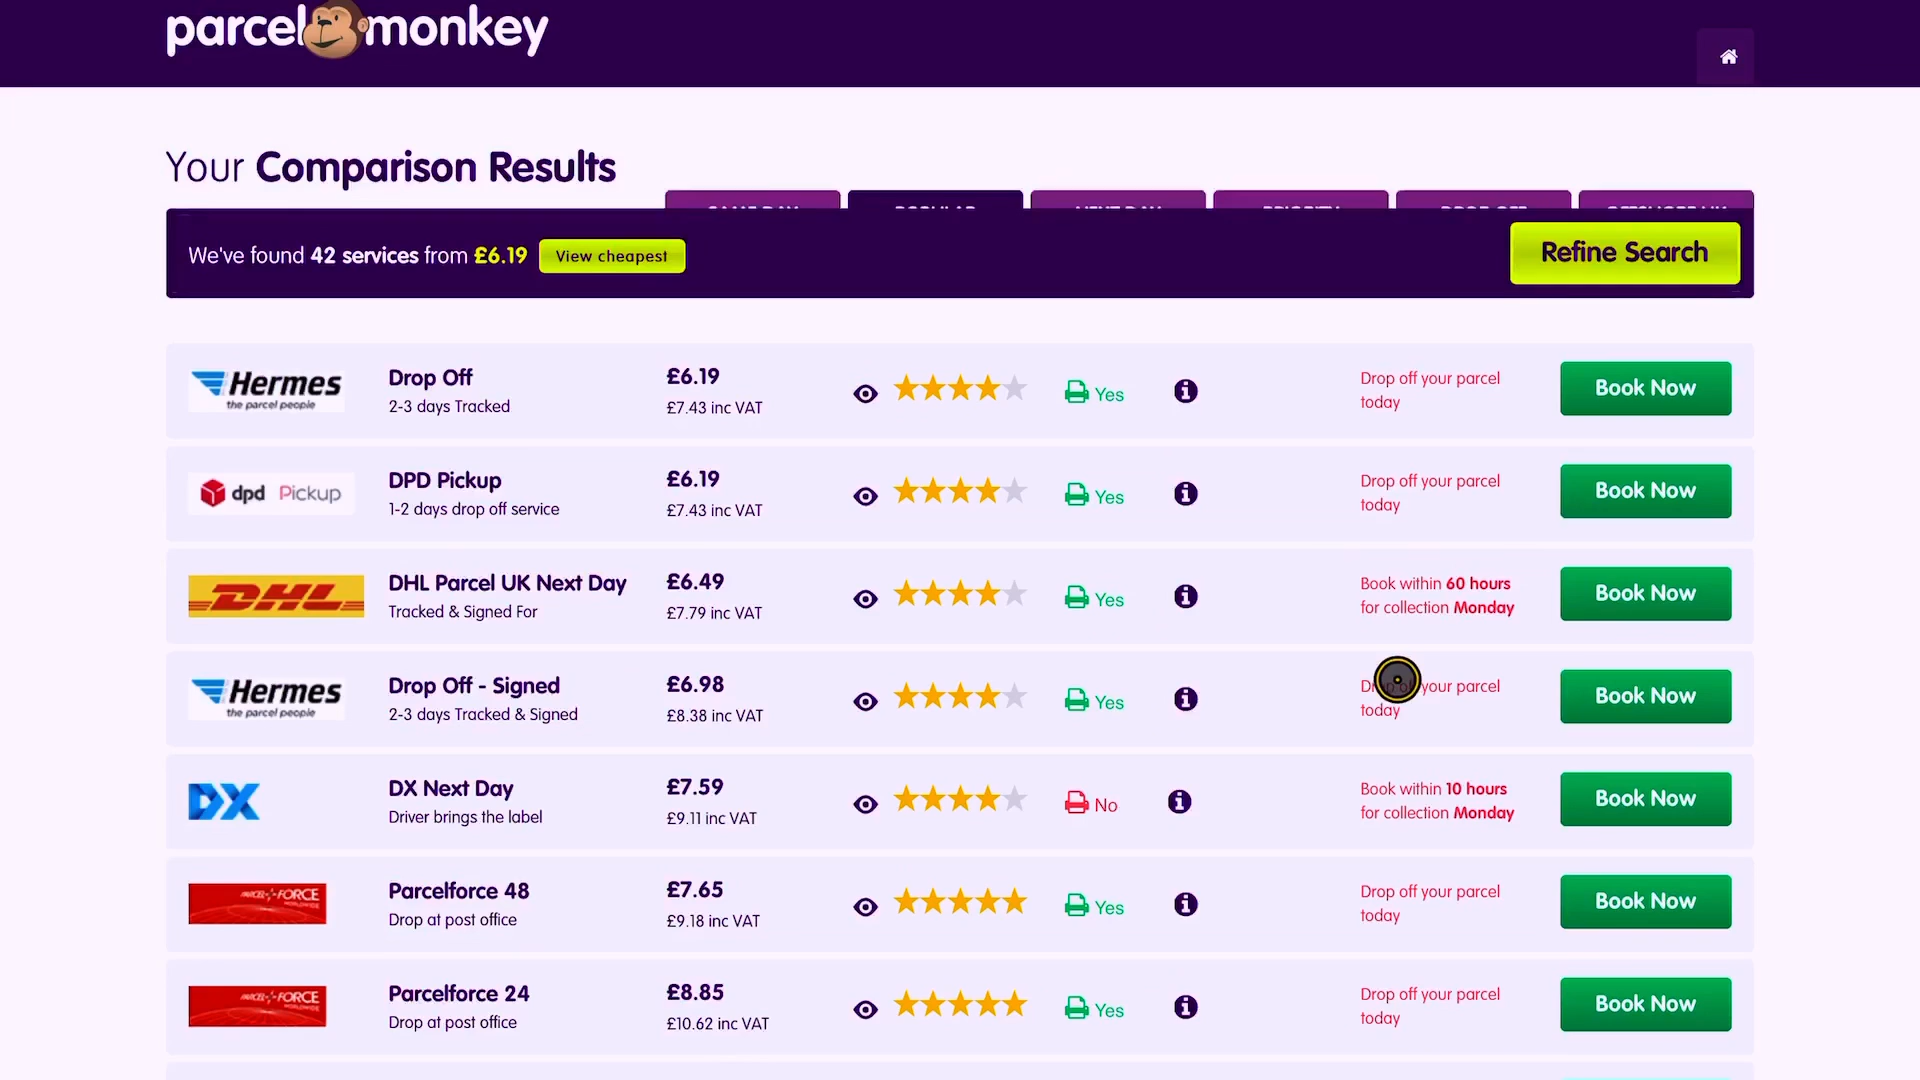 parcel monkey
Your Comparison Results
We've found 42 services from £6.19
View cheapest
Refine Search
Hermes
the parcel people
Drop Off
2-3 days Tracked
£6.19
£7.43 inc VAT
Yes
Drop off your parcel
today
Book Now
dpd Pickup
DPD Pickup
1-2 days drop off service
£6.19
£7.43 inc VAT
Yes
Drop off your parcel
today
Book Now
DHL
DHL Parcel UK Next Day
Tracked & Signed For
£6.49
£7.79 inc VAT
Yes
Book within 60 hours
for collection Monday
Book Now
Hermes
the parcel people
Drop Off - Signed
2-3 days Tracked & Signed
£6.98
£8.38 inc VAT
Yes
Drop off your parcel
today
Book Now
DX
DX Next Day
Driver brings the label
£7.59
£9.11 inc VAT
No
Book within 10 hours
for collection Monday
Book Now
PARCELFORCE
WORLDWIDE
Parcelforce 48
Drop at post office
£7.65
£9.18 inc VAT
Yes
Drop off your parcel
today
Book Now
PARCELFORCE
WORLDWIDE
Parcelforce 24
Drop at post office
£8.85
£10.62 inc VAT
Yes
Drop off your parcel
today
Book Now